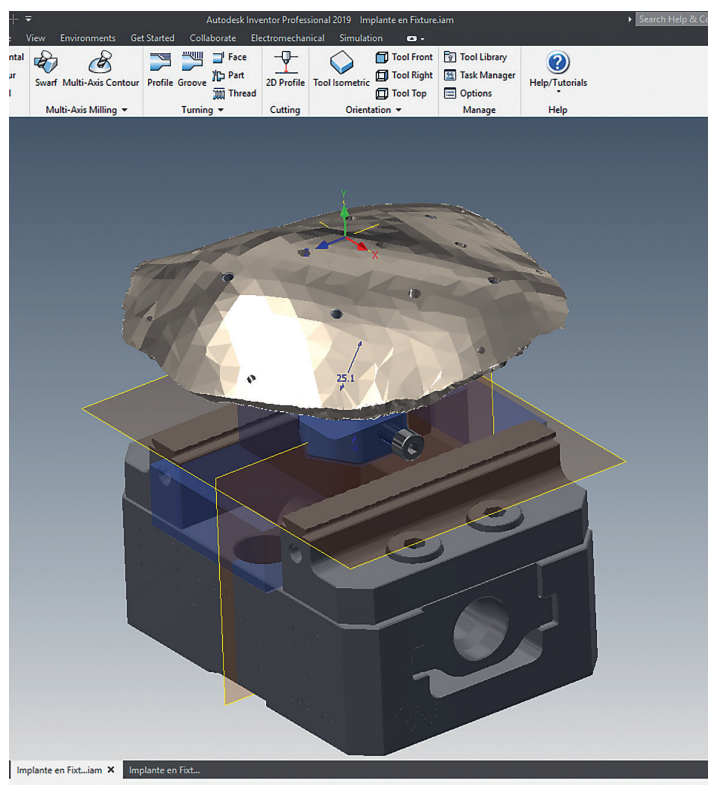 Autodesk Inventor Professional 2019 Implante en Fixture.iam
Search Help & Co
View Environments Get Started Collaborate Electromechanical Simulation
ntal
ur
Swarf Multi-Axis Contour
Multi-Axis Milling
Profile Groove
Face
Part
Thread
Turning
2D Profile
Cutting
Tool Isometric
Tool Front
Tool Right
Tool Top
Orientation
Tool Library
Task Manager
Options
Manage
Help/Tutorials
Help
Y
X
25.1
Implante en Fixt...iam X Implante en Fixt...